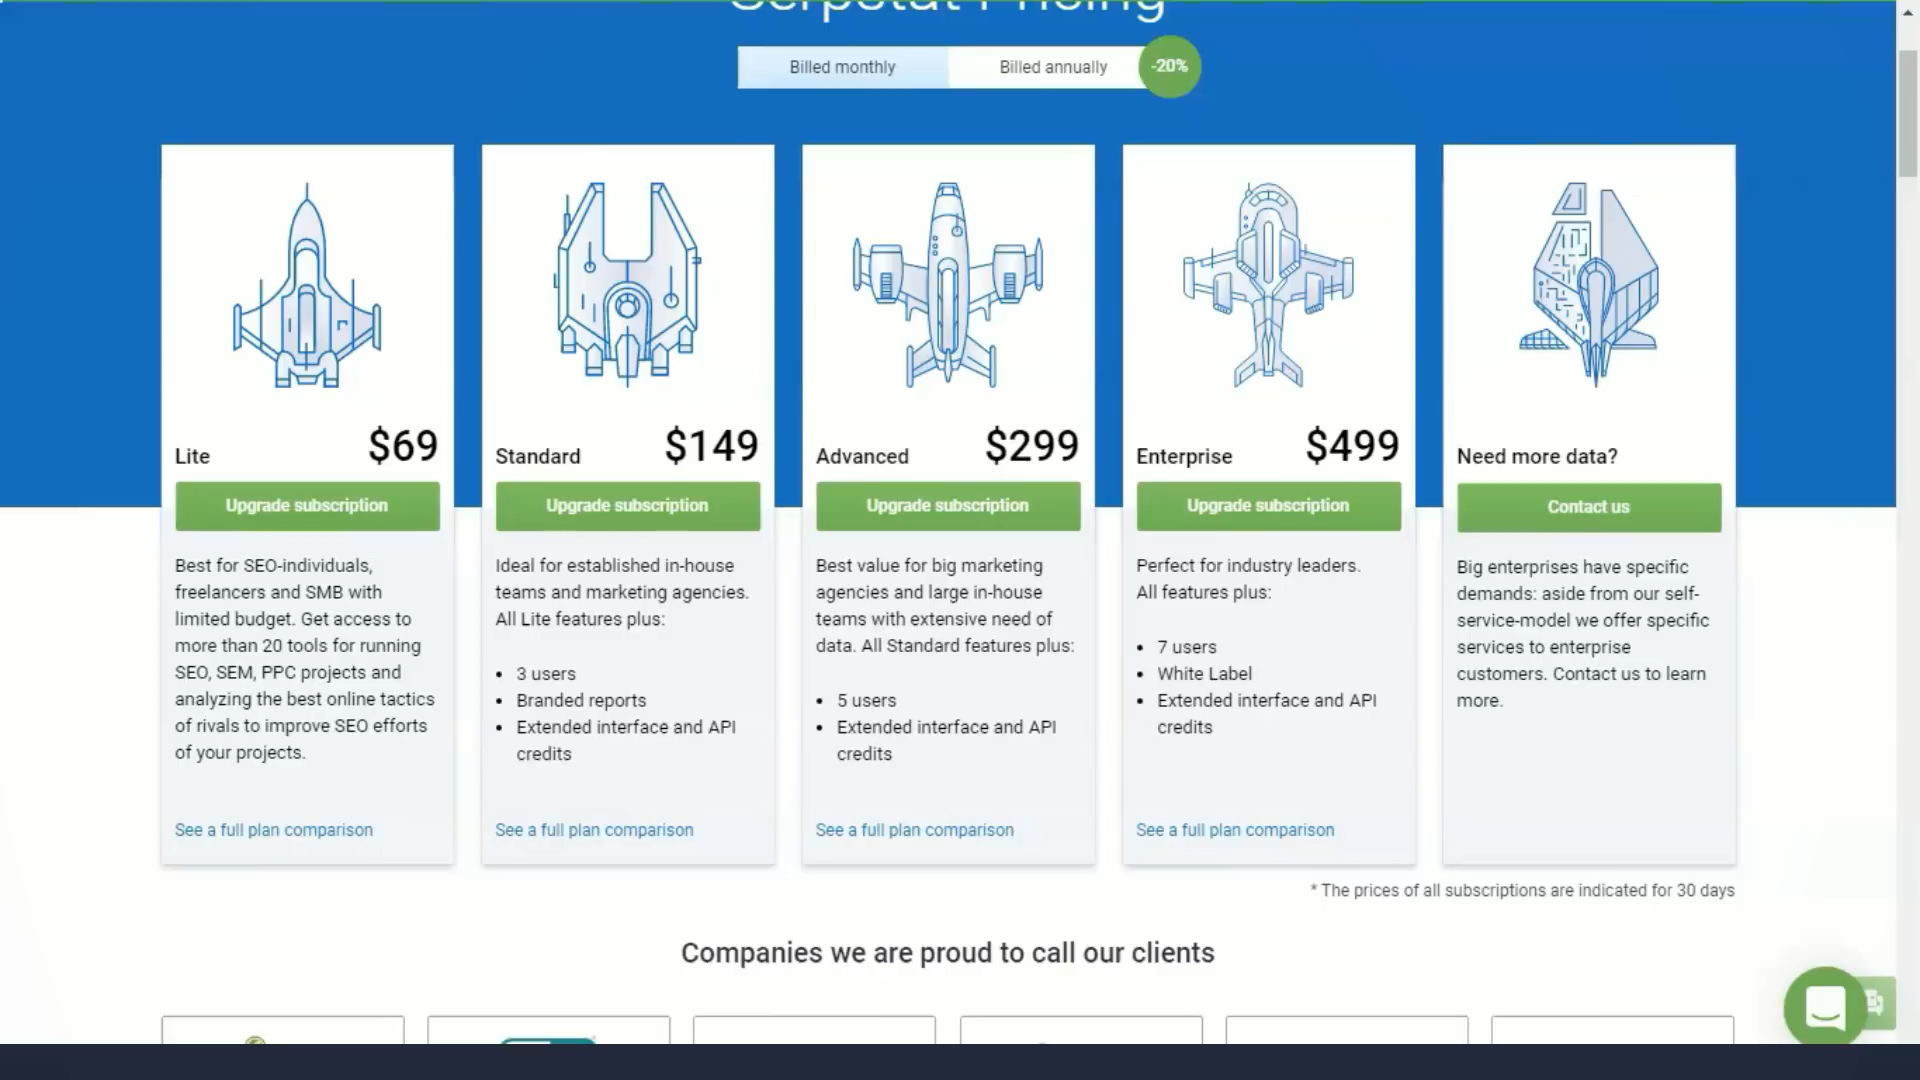 Serpstat Pricing
Billed monthly
Billed annually
-20%
Lite
$69
Upgrade subscription
Best for SEO-individuals,
freelancers and SMB with
limited budget. Get access to
more than 20 tools for running
SEO, SEM, PPC projects and
analyzing the best online tactics
of rivals to improve SEO efforts
of your projects.
See a full plan comparison
Standard
$149
Upgrade subscription
Ideal for established in-house
teams and marketing agencies.
All Lite features plus:
• 3 users
• Branded reports
• Extended interface and API
credits
See a full plan comparison
Advanced
$299
Upgrade subscription
Best value for big marketing
agencies and large in-house
teams with extensive need of
data. All Standard features plus:
• 5 users
• Extended interface and API
credits
See a full plan comparison
Enterprise
$499
Upgrade subscription
Perfect for industry leaders.
All features plus:
• 7 users
• White Label
• Extended interface and API
credits
See a full plan comparison
Need more data?
Contact us
Big enterprises have specific
demands: aside from our self-
service-model we offer specific
services to enterprise
customers. Contact us to learn
more.
* The prices of all subscriptions are indicated for 30 days
Companies we are proud to call our clients